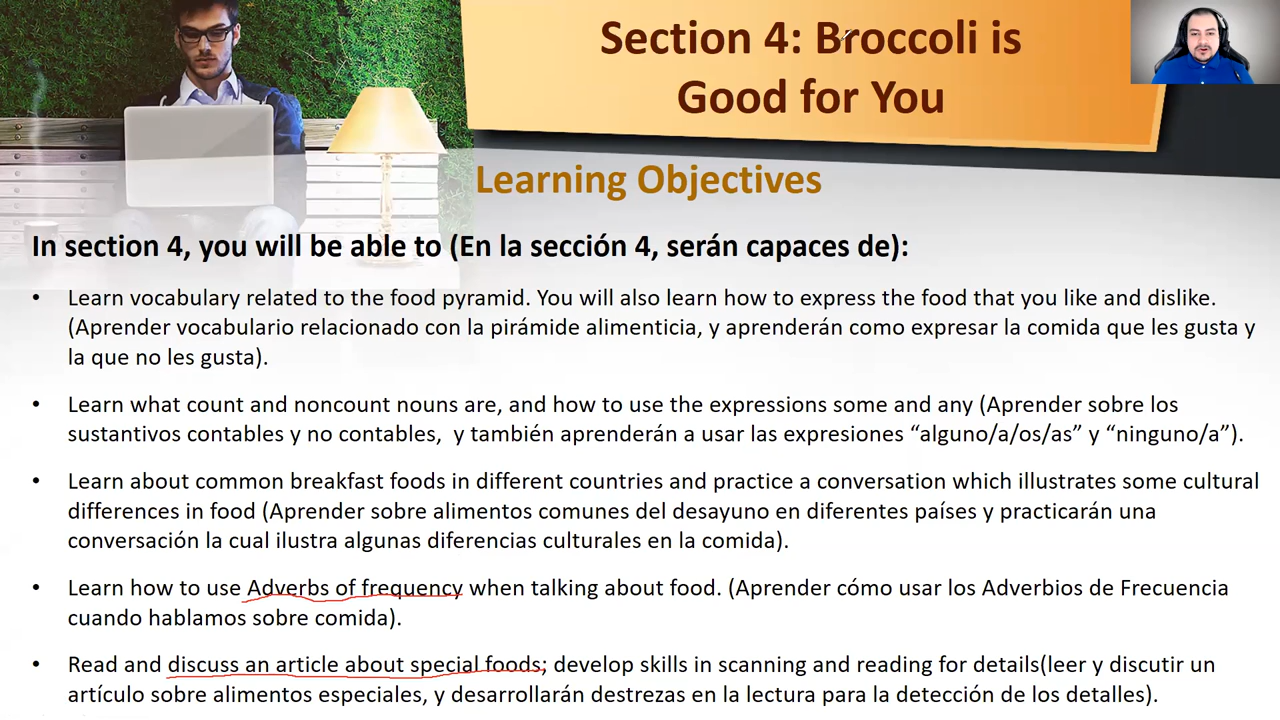 Section 4: Broccoli is
Good for You
Learning Objectives
In section 4, you will be able to (En la sección 4, serán capaces de):
• Learn vocabulary related to the food pyramid. You will also learn how to express the food that you like and dislike.
(Aprender vocabulario relacionado con la pirámide alimenticia, y aprenderán como expresar la comida que les gusta y
la que no les gusta).
• Learn what count and noncount nouns are, and how to use the expressions some and any (Aprender sobre los
sustantivos contables y no contables,  y también aprenderán a usar las expresiones “alguno/a/os/as” y “ninguno/a”).
• Learn about common breakfast foods in different countries and practice a conversation which illustrates some cultural
differences in food (Aprender sobre alimentos comunes del desayuno en diferentes países y practicarán una
conversación la cual ilustra algunas diferencias culturales en la comida).
• Learn how to use Adverbs of frequency when talking about food. (Aprender cómo usar los Adverbios de Frecuencia
cuando hablamos sobre comida).
• Read and discuss an article about special foods; develop skills in scanning and reading for details(leer y discutir un
artículo sobre alimentos especiales, y desarrollarán destrezas en la lectura para la detección de los detalles).